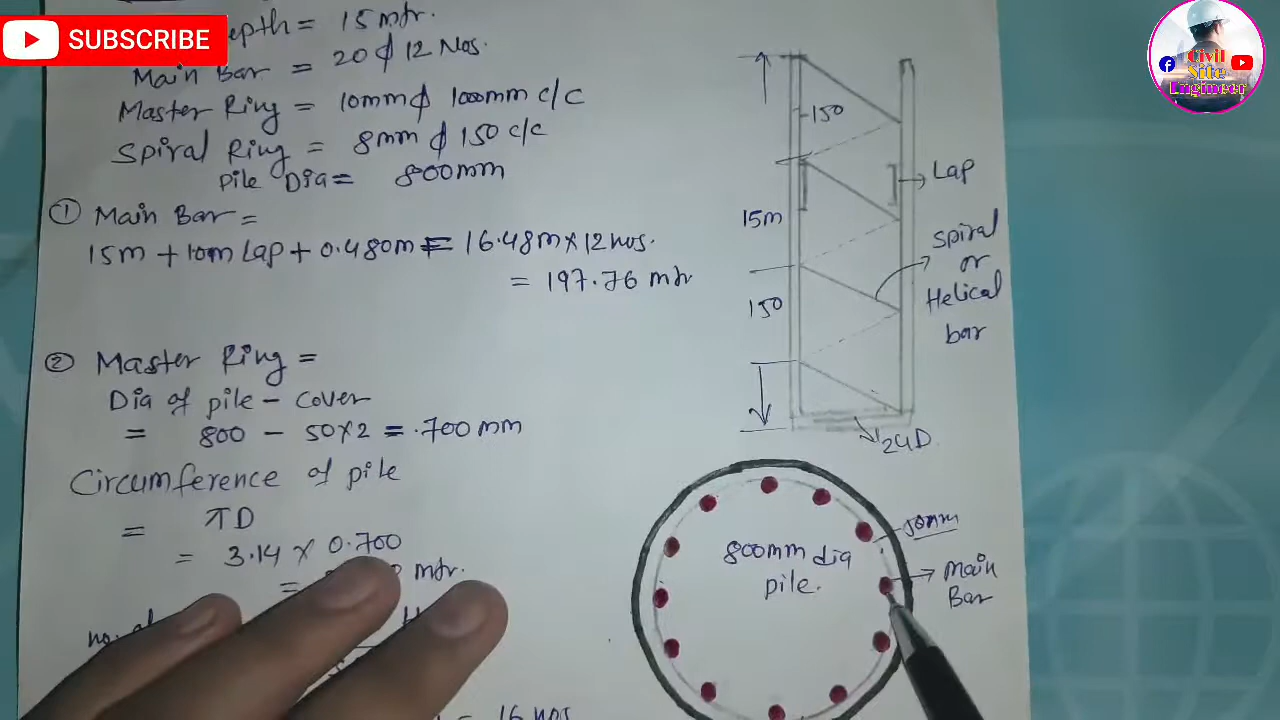 SUBSCRIBE
epth = 15 mtr.
Main Bar = 20 ϕ 12 Nos.
Master Ring = 10mm ϕ 1000mm c/c
Spiral Ring = 8mm ϕ 150 c/c
Pile Dia = 800mm
① Main Bar =
15m + 10m Lap + 0.480m = 16.48m × 12 nos.
= 197.76 mtr
② Master Ring =
Dia of pile - cover
= 800 - 50×2 = 700 mm
Circumference of pile
= πD
= 3.14 × 0.700
= mtr.
= 16 nos
150
Lap
15m
Spiral
or
Helical
bar
150
24D
50mm
800mm dia
pile.
Main
Bar
Civil
Site
Engineer